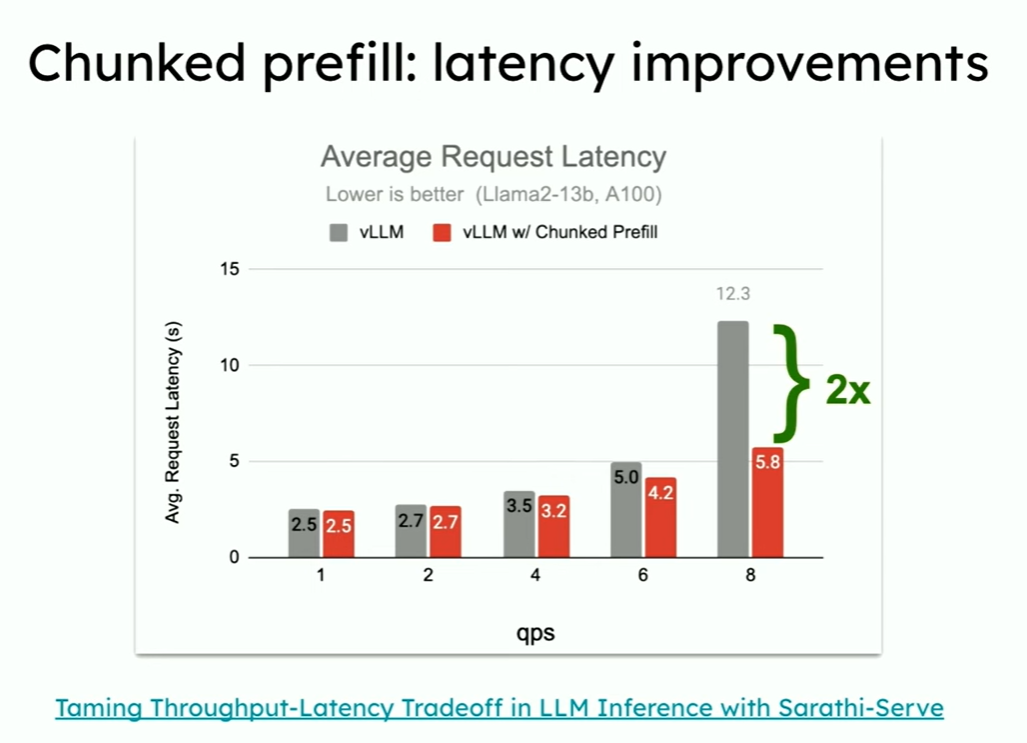 Chunked prefill: latency improvements
Average Request Latency
Lower is better (Llama2-13b, A100)
vLLM
vLLM w/ Chunked Prefill
Avg. Request Latency (s)
15
10
5
0
2.5
2.5
2.7
2.7
3.5
3.2
5.0
4.2
12.3
5.8
2x
1
2
4
6
8
qps
Taming Throughput-Latency Tradeoff in LLM Inference with Sarathi-Serve